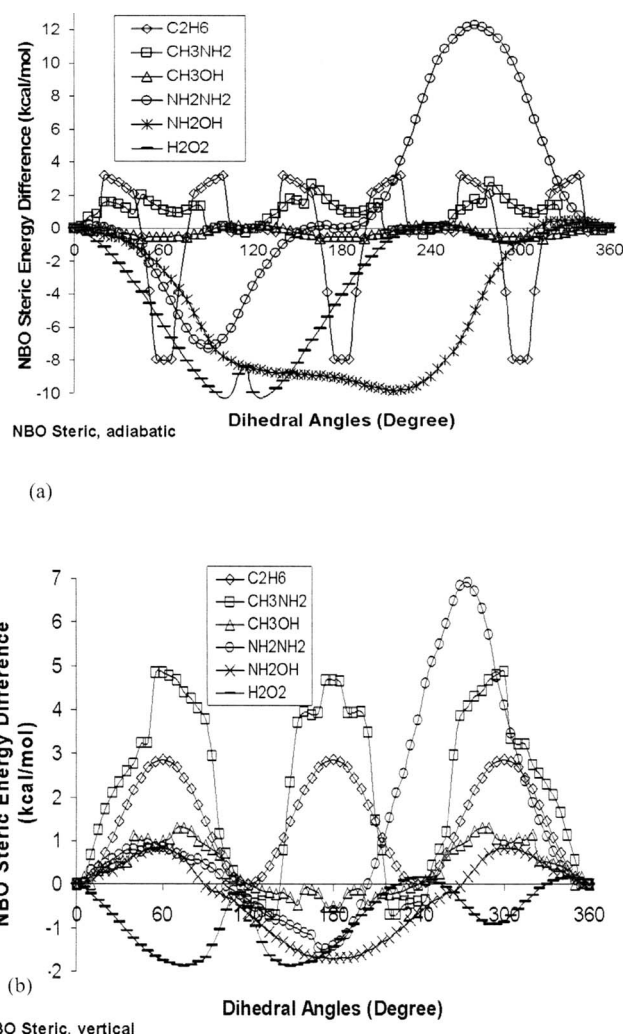 NBO Steric Energy Difference (kcal/mol)
12
10
8
6
4
2
0
-2
-4
-6
-8
-10
C2H6
CH3NH2
CH3OH
NH2NH2
NH2OH
H2O2
0 60 120 180 240 300 360
Dihedral Angles (Degree)
NBO Steric, adiabatic
(a)
NBO Steric Energy Difference
(kcal/mol)
7
6
5
4
3
2
1
0
-1
-2
C2H6
CH3NH2
CH3OH
NH2NH2
NH2OH
H2O2
0 60 120 180 240 300 360
(b)
Dihedral Angles (Degree)
BO Steric, vertical